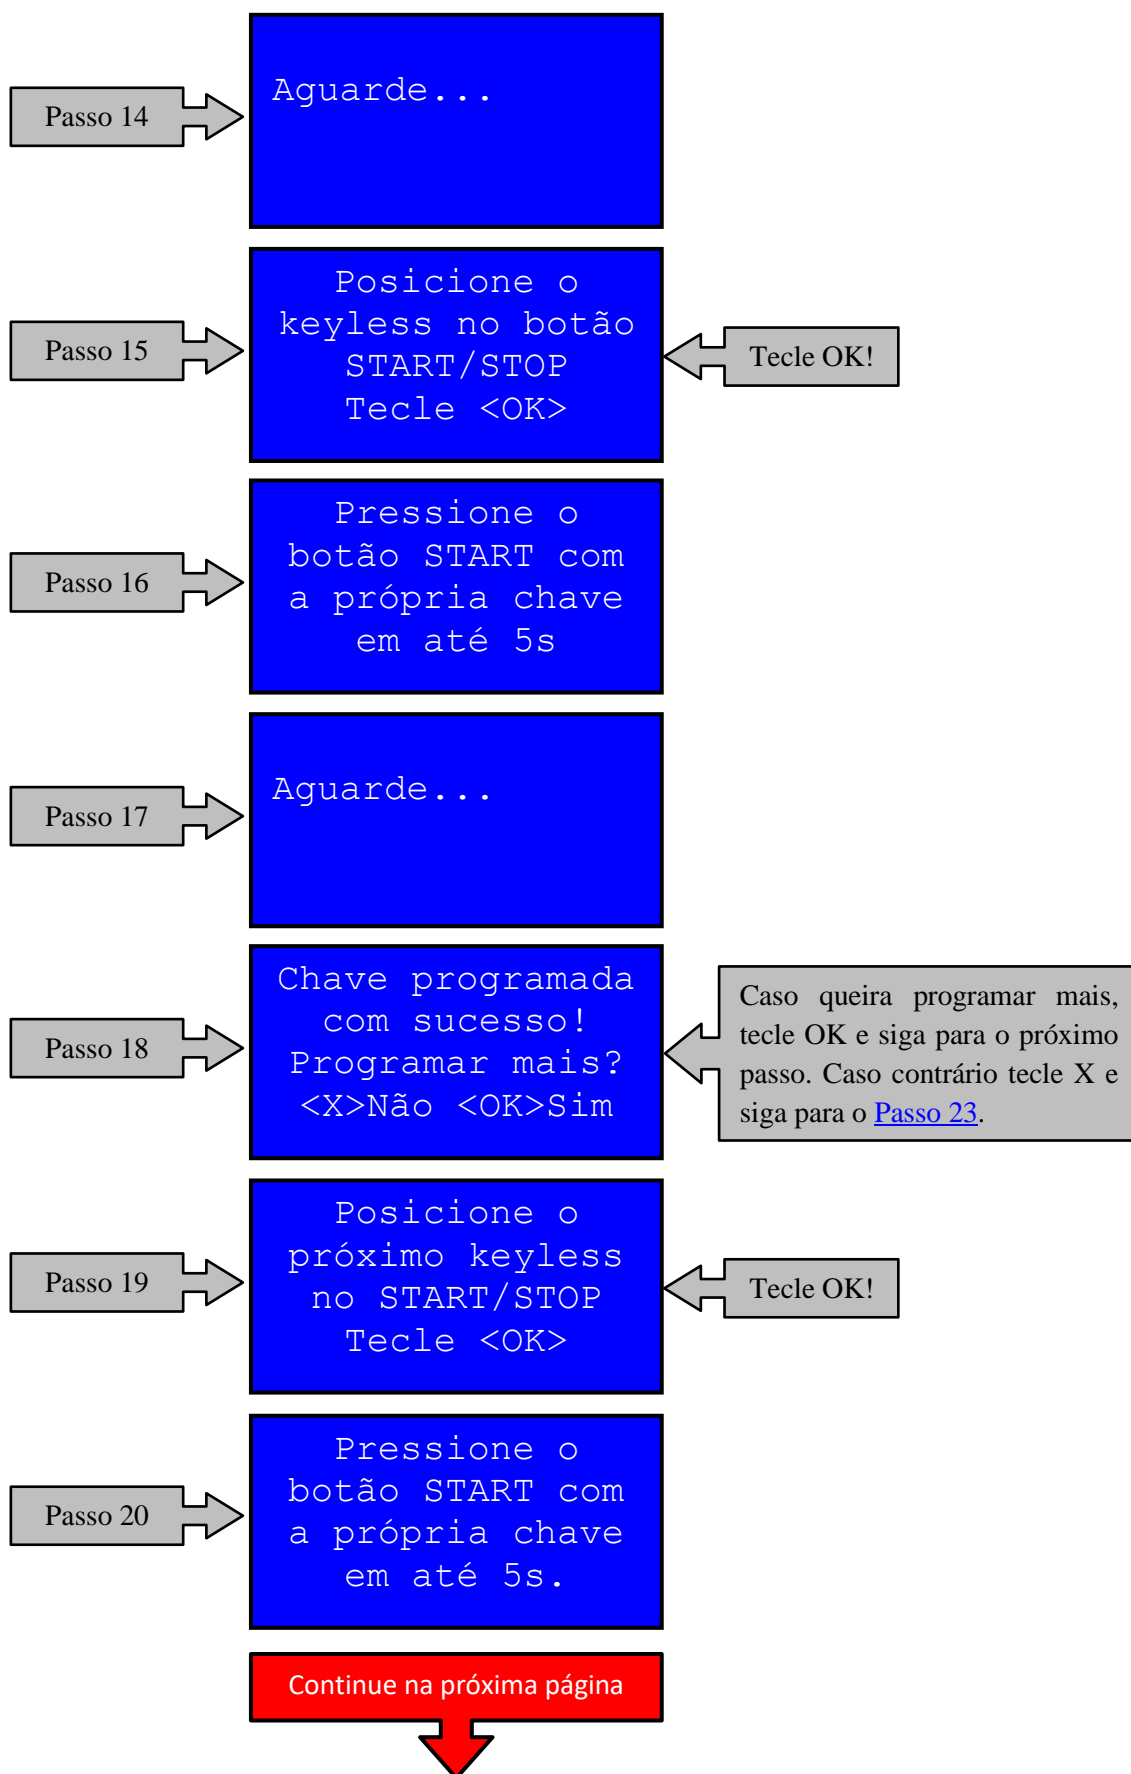 Passo 14
Aguarde...
Passo 15
Posicione o
keyless no botão
START/STOP
Tecle <OK>
Tecle OK!
Passo 16
Pressione o
botão START com
a própria chave
em até 5s
Passo 17
Aguarde...
Passo 18
Chave programada
com sucesso!
Programar mais?
<X>Não <OK>Sim
Caso queira programar mais,
tecle OK e siga para o próximo
passo. Caso contrário tecle X e
siga para o Passo 23.
Passo 19
Posicione o
próximo keyless
no START/STOP
Tecle <OK>
Tecle OK!
Passo 20
Pressione o
botão START com
a própria chave
em até 5s.
Continue na próxima página